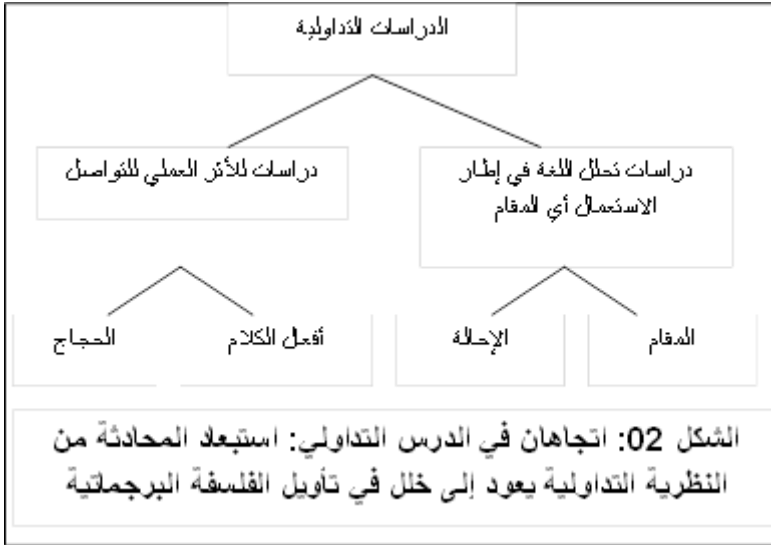 الدراسات التداولية
دراسات تحلل اللغة في إطار
الاستعمال أي المقام
دراسات للأثر العملي للتواصل
المقام
الإحالة
أفعل الكلام
الحجاج
الشكل 02: اتجاهان في الدرس التداولي: استبعاد المحادثة من
النظرية التداولية يعود إلى خلل في تأويل الفلسفة البرجماتية